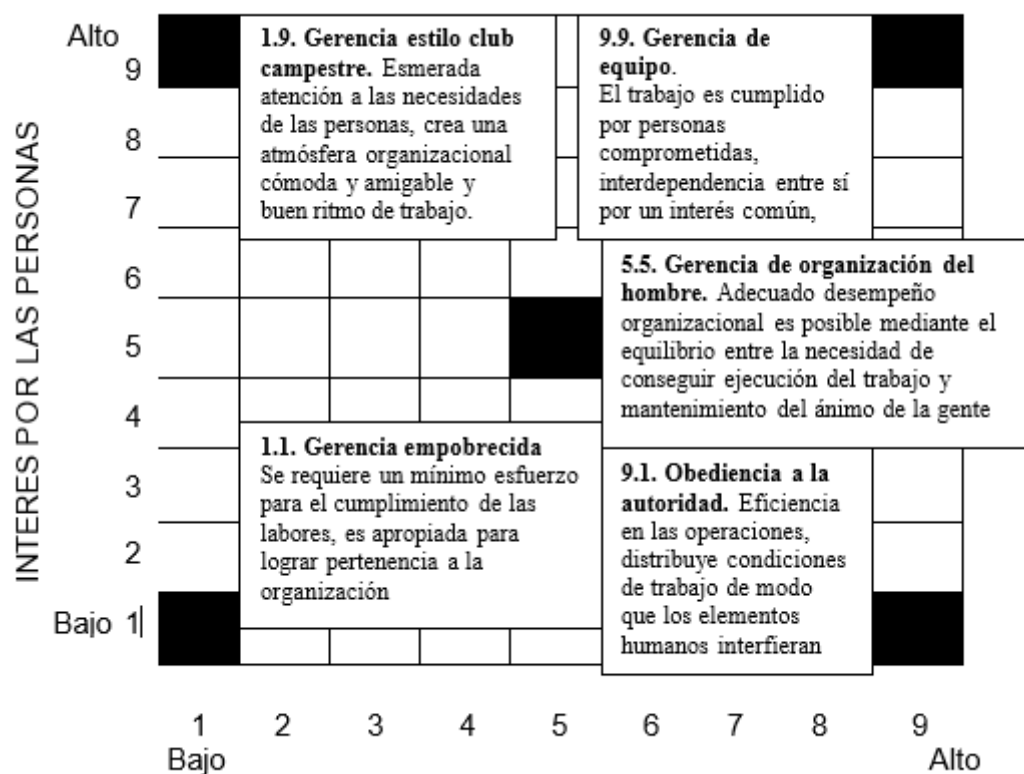 INTERES POR LAS PERSONAS
Alto
9
8
7
6
5
4
3
2
Bajo 1
1.9. Gerencia estilo club
campestre. Esmerada
atención a las necesidades
de las personas, crea una
atmósfera organizacional
cómoda y amigable y
buen ritmo de trabajo.
9.9. Gerencia de
equipo.
El trabajo es cumplido
por personas
comprometidas,
interdependencia entre sí
por un interés común,
5.5. Gerencia de organización del
hombre. Adecuado desempeño
organizacional es posible mediante el
equilibrio entre la necesidad de
conseguir ejecución del trabajo y
mantenimiento del ánimo de la gente
1.1. Gerencia empobrecida
Se requiere un mínimo esfuerzo
para el cumplimiento de las
labores, es apropiada para
lograr pertenencia a la
organización
9.1. Obediencia a la
autoridad. Eficiencia
en las operaciones,
distribuye condiciones
de trabajo de modo
que los elementos
humanos interfieran
1 2 3 4 5 6 7 8 9
Bajo Alto